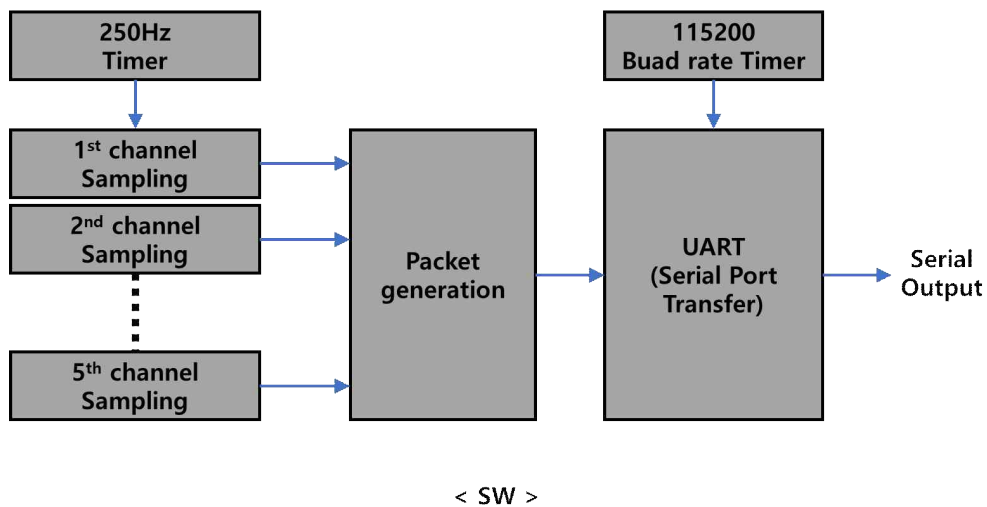 250Hz
Timer
115200
Buad rate Timer
1st channel
Sampling
2nd channel
Sampling
5th channel
Sampling
Packet
generation
UART
(Serial Port
Transfer)
Serial
Output
< SW >